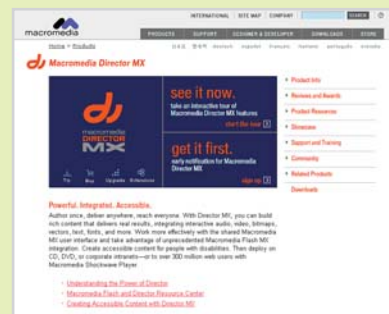 INTERNATIONAL | SITE MAP | COMPANY
SEARCH
macromedia
PRODUCTS SUPPORT DESIGNER & DEVELOPER DOWNLOADS STORE
Home > Products
日本語 한국어 deutsch español français italiano português svenska
Macromedia Director MX
macromedia
DIRECTOR
MX
Try Buy Upgrade
see it now.
take an interactive tour of
Macromedia Director MX features
start the tour
get it first.
early notification for Macromedia
Director MX
sign up
Product Info
Reviews and Awards
Product Resources
Showcase
Support and Training
Community
Related Products
Downloads
Powerful. Integrated. Accessible.
Author once, deliver anywhere, reach everyone. With Director MX, you can build
rich content that delivers real results, integrating interactive audio, video, bitmaps,
vectors, text, fonts, and more. Work more effectively with the shared Macromedia
MX user interface and take advantage of unprecedented Macromedia Flash MX
integration. Create accessible content for people with disabilities. Then deploy on
CD, DVD, or corporate intranets—or to over 300 million web users with
Macromedia Shockwave Player.
Understanding the Power of Director
Macromedia Flash and Director Resource Center
Creating Accessible Content with Director MX